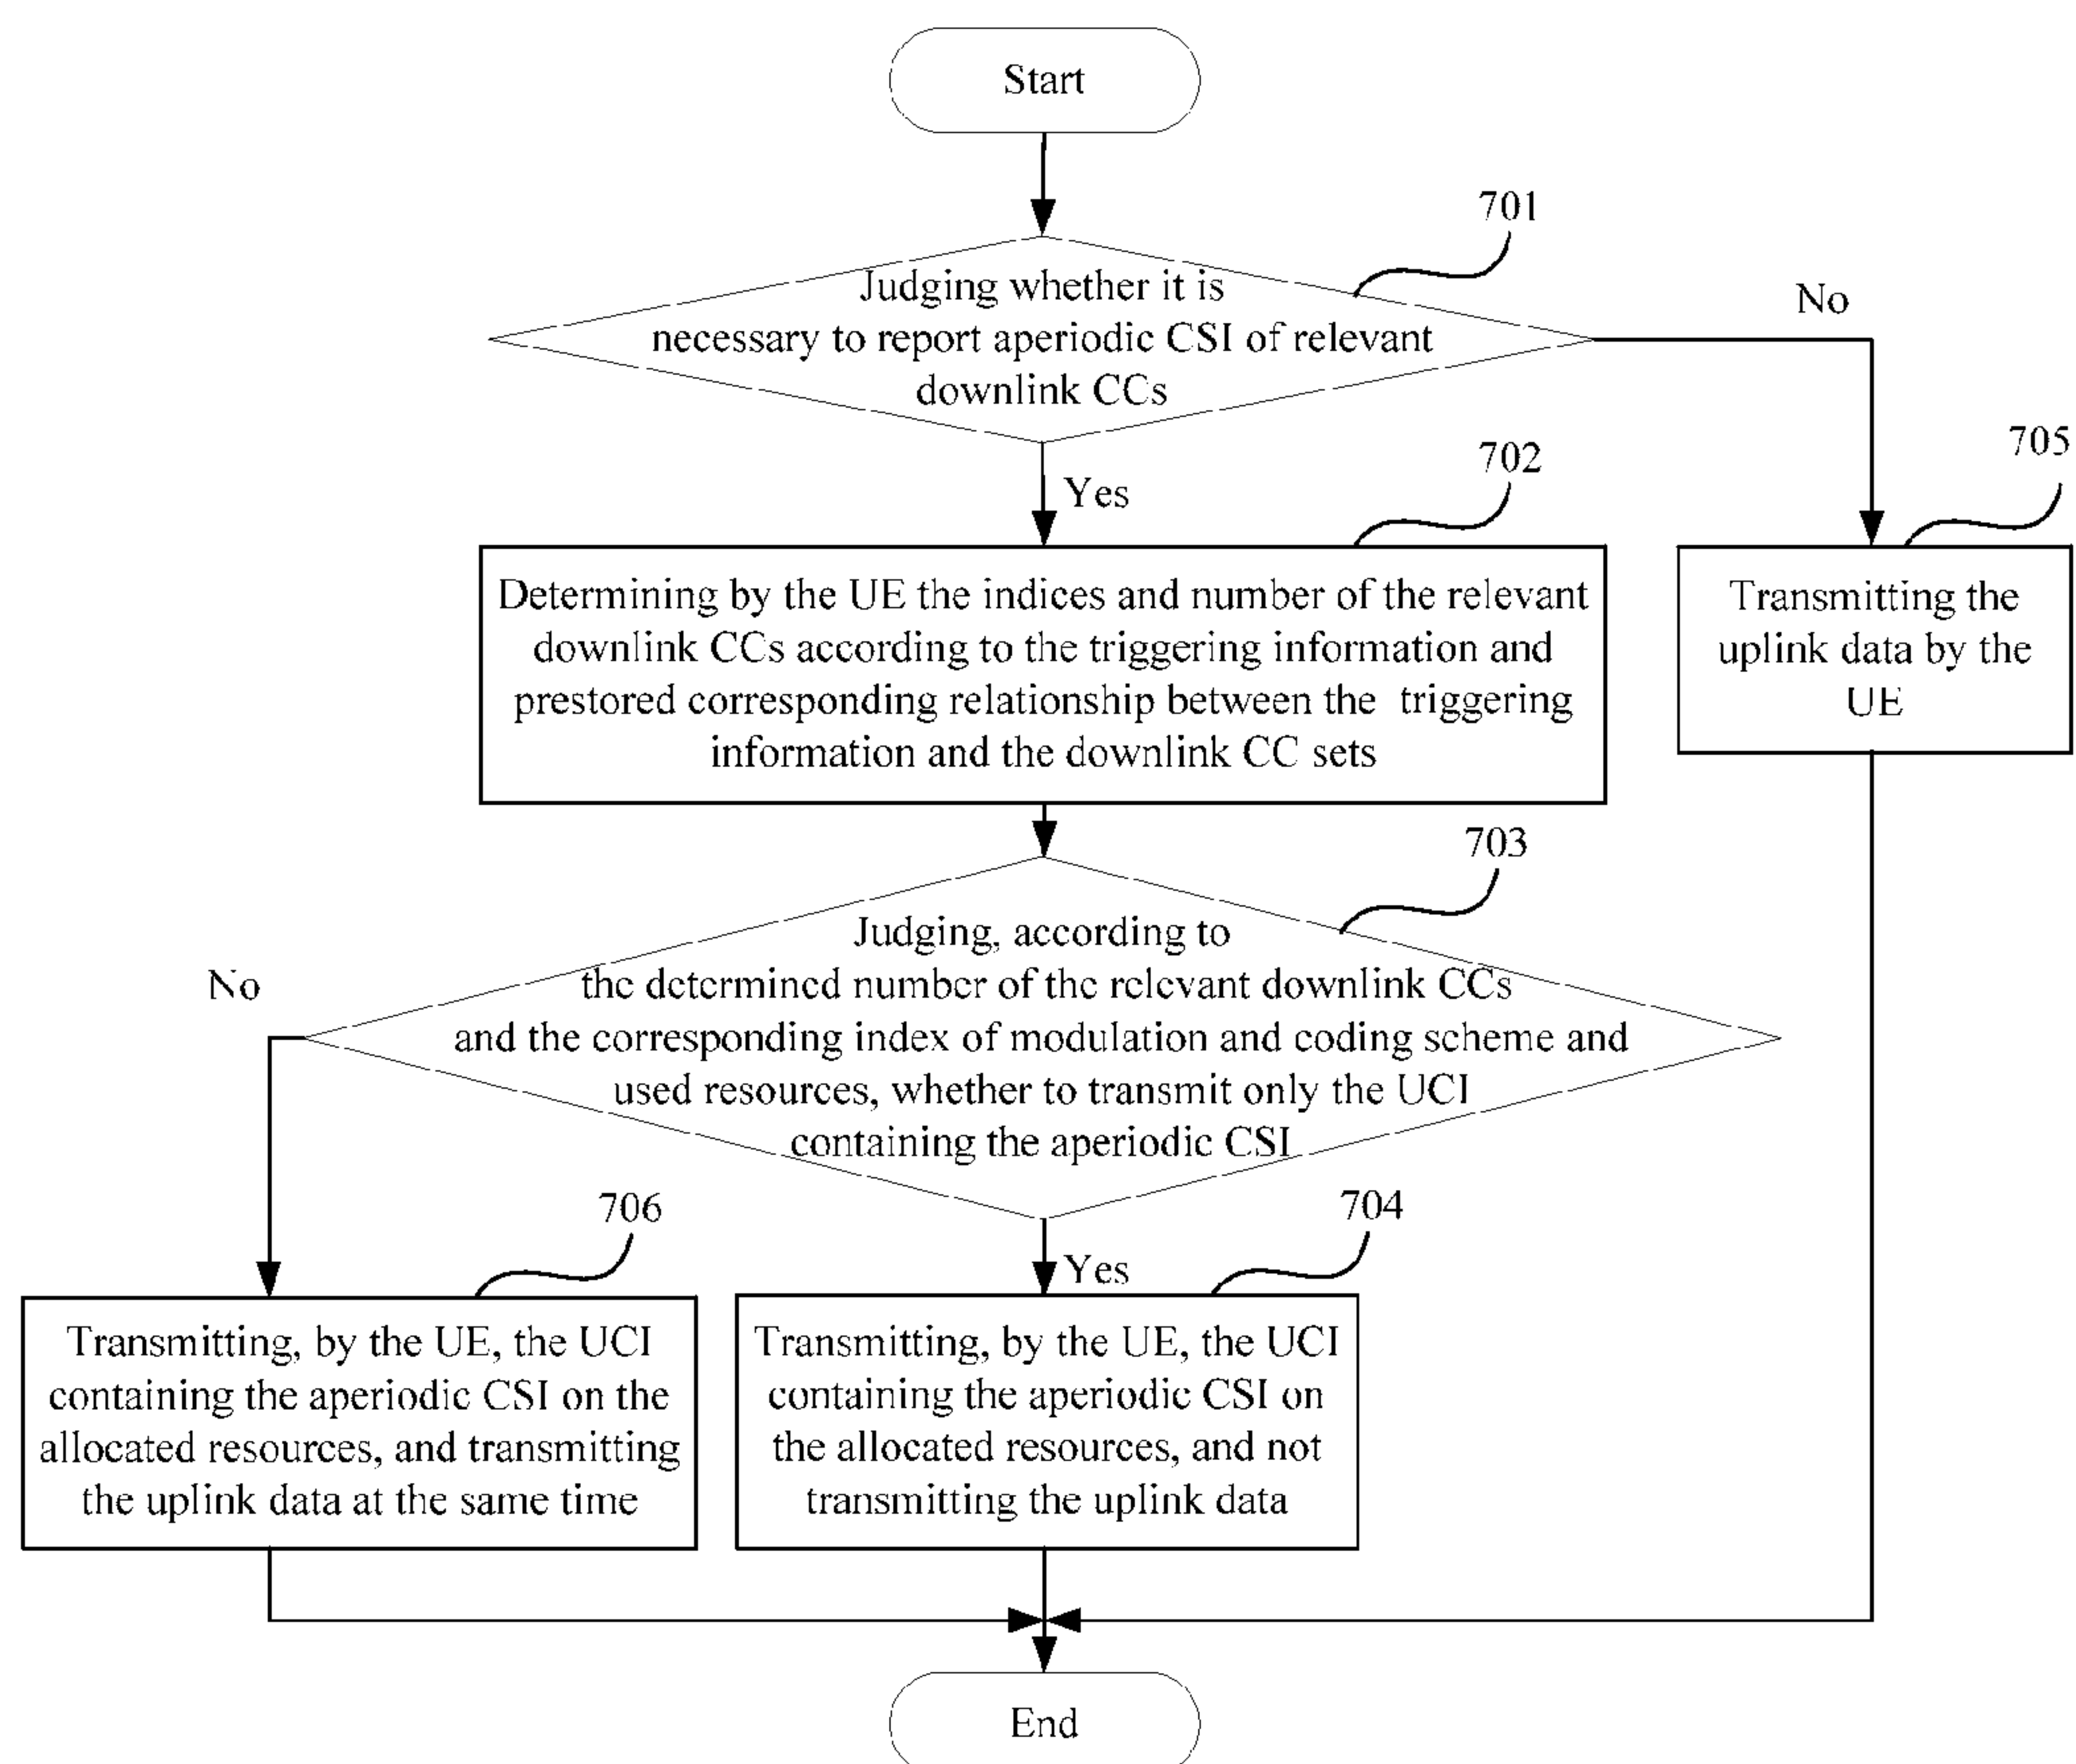 Start
701
Judging whether it is
necessary to report aperiodic CSI of relevant
downlink CCs
No
Yes
702
705
Determining by the UE the indices and number of the relevant
downlink CCs according to the triggering information and
prestored corresponding relationship between the triggering
information and the downlink CC sets
Transmitting the
uplink data by the
UE
703
Judging, according to
the determined number of the relevant downlink CCs
and the corresponding index of modulation and coding scheme and
used resources, whether to transmit only the UCI
containing the aperiodic CSI
No
Yes
706
704
Transmitting, by the UE, the UCI
containing the aperiodic CSI on the
allocated resources, and transmitting
the uplink data at the same time
Transmitting, by the UE, the UCI
containing the aperiodic CSI on
the allocated resources, and not
transmitting the uplink data
End